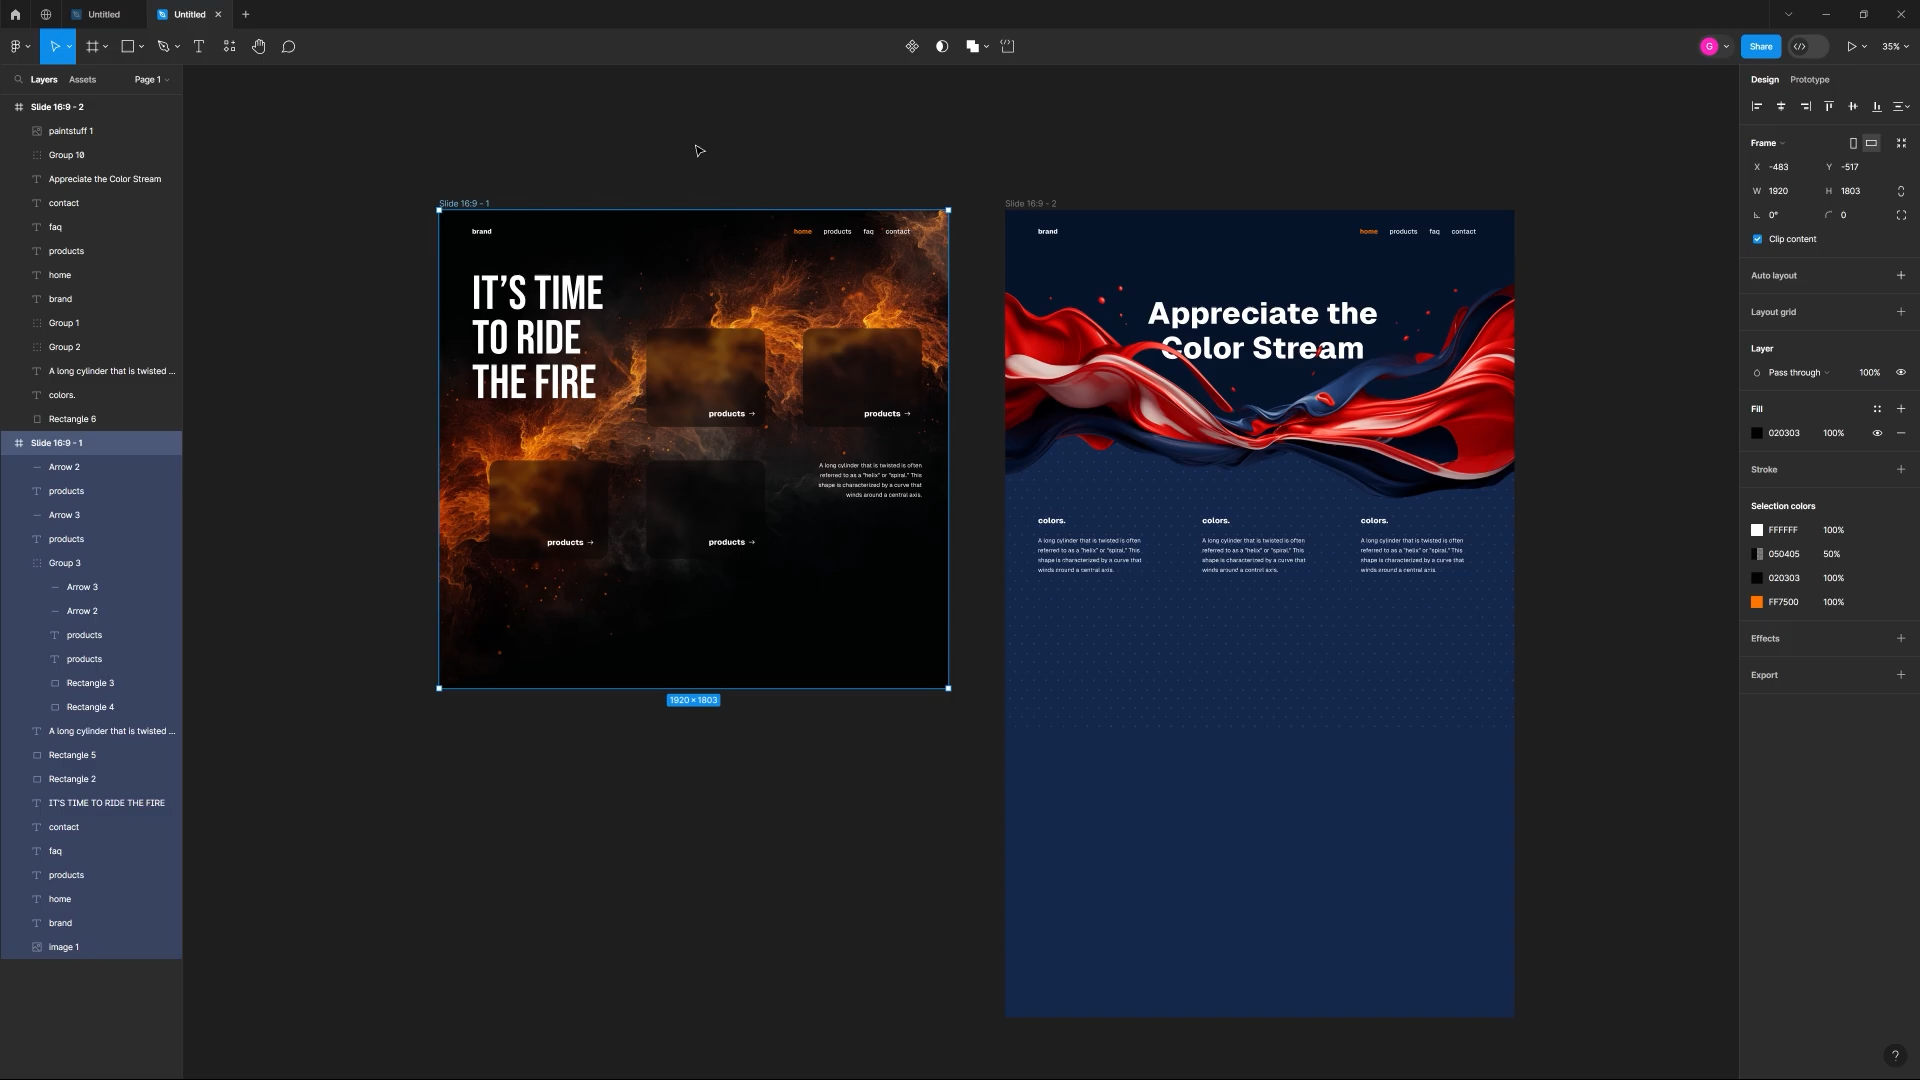 Untitled
Untitled
Share
35%
Layers
Assets
Page 1
Slide 16:9 - 2
paintstuff 1
Group 10
Appreciate the Color Stream
contact
faq
products
home
brand
Group 1
Group 2
A long cylinder that is twisted ...
colors.
Rectangle 6
Slide 16:9 - 1
Arrow 2
products
Arrow 3
products
Group 3
Arrow 3
Arrow 2
products
products
Rectangle 3
Rectangle 4
A long cylinder that is twisted ...
Rectangle 5
Rectangle 2
IT'S TIME TO RIDE THE FIRE
contact
faq
products
home
brand
image 1
Slide 16:9 - 1
brand
home
products
faq
contact
IT'S TIME
TO RIDE
THE FIRE
products →
products →
products →
products →
A long cylinder that is twisted is often
referred to as a "helix" or "spiral." This
shape is characterized by a curve that
winds around a central axis.
1920 × 1803
Slide 16:9 - 2
brand
home
products
faq
contact
Appreciate the
Color Stream
colors.
A long cylinder that is twisted is often
referred to as a "helix" or "spiral." This
shape is characterized by a curve that
winds around a central axis.
colors.
A long cylinder that is twisted is often
referred to as a "helix" or "spiral." This
shape is characterized by a curve that
winds around a central axis.
colors.
A long cylinder that is twisted is often
referred to as a "helix" or "spiral." This
shape is characterized by a curve that
winds around a central axis.
G
Design
Prototype
Frame
X -483
Y -517
W 1920
H 1803
0°
0
Clip content
Auto layout
Layout grid
Layer
Pass through
100%
Fill
020303 100%
Stroke
Selection colors
FFFFFF 100%
050405 50%
020303 100%
FF7500 100%
Effects
Export
?